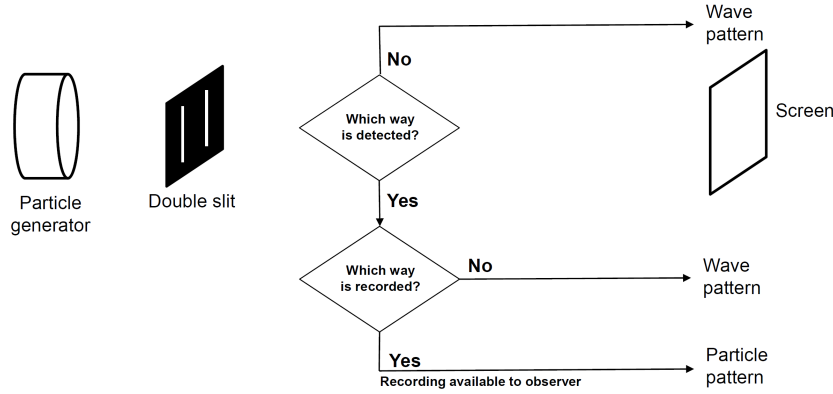 Wave
pattern
No
Which way
is detected?
Screen
Particle
generator
Double slit
Yes
Which way
is recorded?
No
Wave
pattern
Yes
Recording available to observer
Particle
pattern